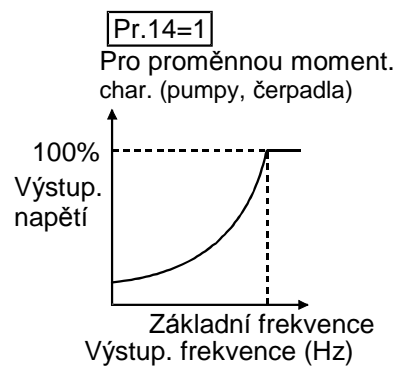 Pr.14=1
Pro proměnnou moment.
char. (pumpy, čerpadla)
100%
Výstup.
napětí
Základní frekvence
Výstup. frekvence (Hz)